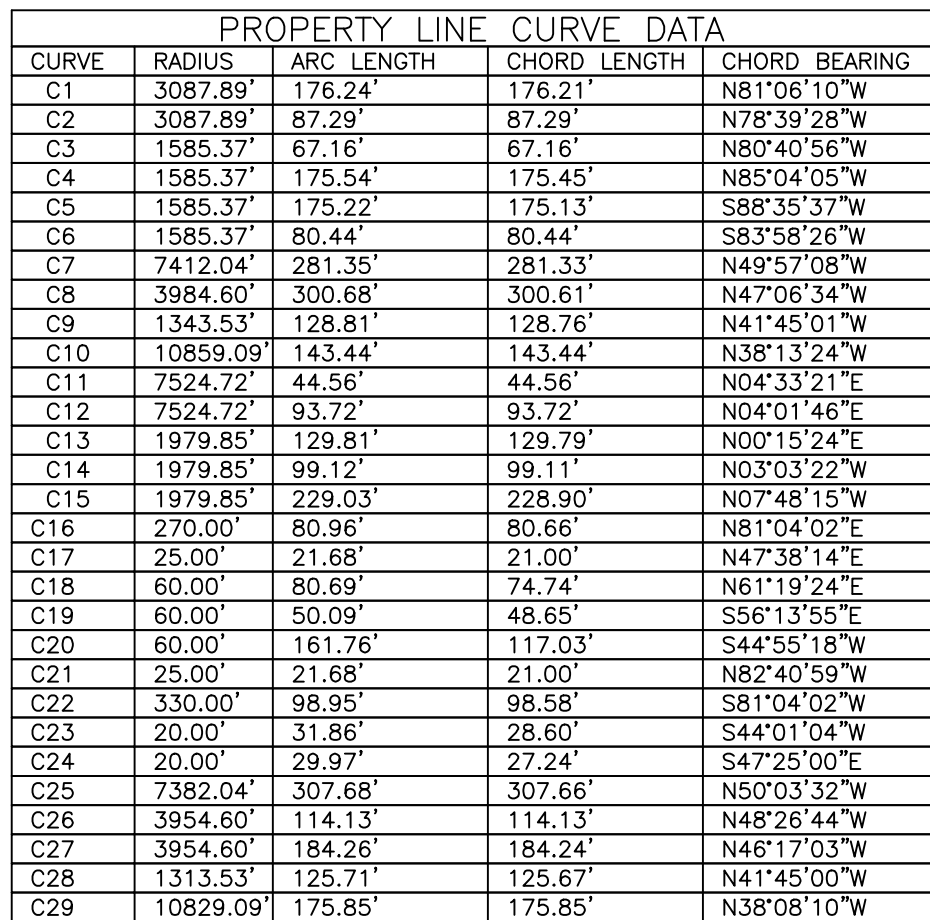 PROPERTY LINE CURVE DATA
CURVE RADIUS ARC LENGTH CHORD LENGTH CHORD BEARING
C1 3087.89' 176.24' 176.21' N81°06'10"W
C2 3087.89' 87.29' 87.29' N78°39'28"W
C3 1585.37' 67.16' 67.16' N80°40'56"W
C4 1585.37' 175.54' 175.45' N85°04'05"W
C5 1585.37' 175.22' 175.13' S88°35'37"W
C6 1585.37' 80.44' 80.44' S83°58'26"W
C7 7412.04' 281.35' 281.33' N49°57'08"W
C8 3984.60' 300.68' 300.61' N47°06'34"W
C9 1343.53' 128.81' 128.76' N41°45'01"W
C10 10859.09' 143.44' 143.44' N38°13'24"W
C11 7524.72' 44.56' 44.56' N04°33'21"E
C12 7524.72' 93.72' 93.72' N04°01'46"E
C13 1979.85' 129.81' 129.79' N00°15'24"E
C14 1979.85' 99.12' 99.11' N03°03'22"W
C15 1979.85' 229.03' 228.90' N07°48'15"W
C16 270.00' 80.96' 80.66' N81°04'02"E
C17 25.00' 21.68' 21.00' N47°38'14"E
C18 60.00' 80.69' 74.74' N61°19'24"E
C19 60.00' 50.09' 48.65' S56°13'55"E
C20 60.00' 161.76' 117.03' S44°55'18"W
C21 25.00' 21.68' 21.00' N82°40'59"W
C22 330.00' 98.95' 98.58' S81°04'02"W
C23 20.00' 31.86' 28.60' S44°01'04"W
C24 20.00' 29.97' 27.24' S47°25'00"E
C25 7382.04' 307.68' 307.66' N50°03'32"W
C26 3954.60' 114.13' 114.13' N48°26'44"W
C27 3954.60' 184.26' 184.24' N46°17'03"W
C28 1313.53' 125.71' 125.67' N41°45'00"W
C29 10829.09' 175.85' 175.85' N38°08'10"W